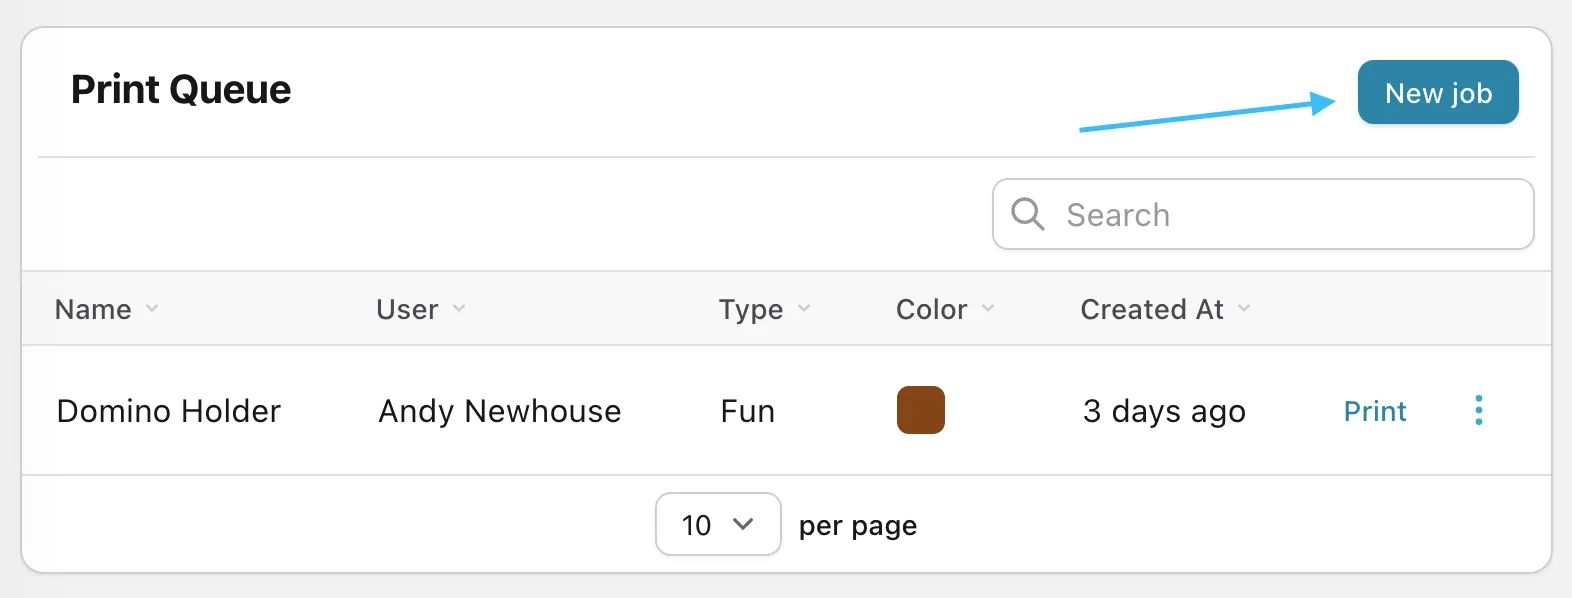 Print Queue
New job
Search
Name User Type Color Created At
Domino Holder Andy Newhouse Fun 3 days ago Print
10 per page